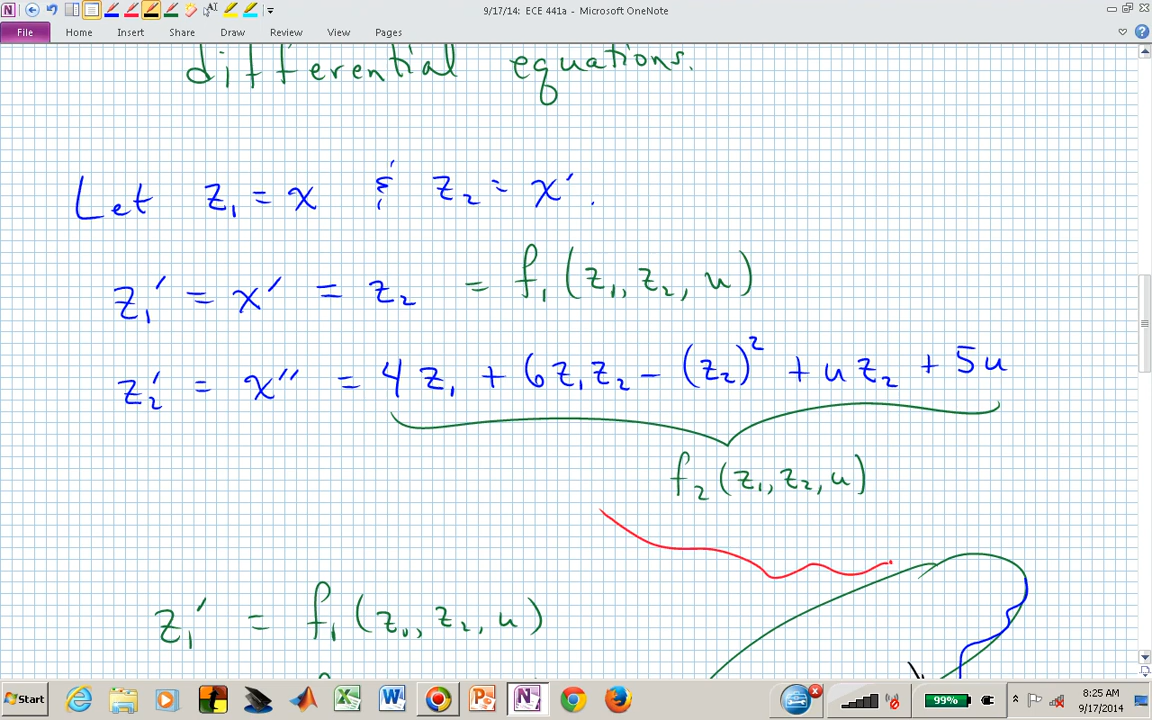 9/17/14: ECE 441a - Microsoft OneNote
File Home Insert Share Draw Review View Pages
differential equations.
Let z₁ = x & z₂ = x'.
z₁' = x' = z₂ = f₁(z₁, z₂, u)
z₂' = x'' = 4z₁ + 6z₁z₂ - (z₂)² + uz₂ + 5u
f₂(z₁, z₂, u)
z₁' = f₁(z₁, z₂, u)
Start
99%
8:25 AM
9/17/2014